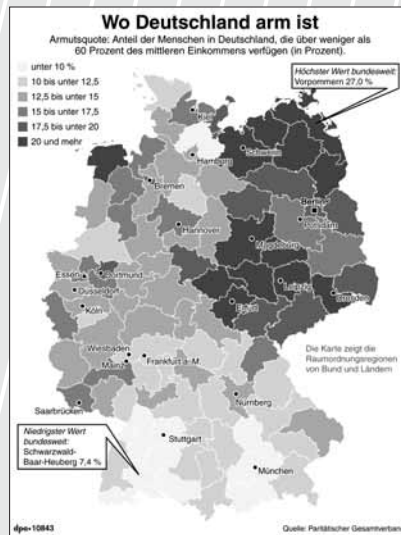 Wo Deutschland arm ist
Armutsquote: Anteil der Menschen in Deutschland, die über weniger als
60 Prozent des mittleren Einkommens verfügen (in Prozent).
unter 10 %
10 bis unter 12,5
12,5 bis unter 15
15 bis unter 17,5
17,5 bis unter 20
20 und mehr
Höchster Wert bundesweit:
Vorpommern 27,0 %
Kiel
Schwerin
Hamburg
Bremen
Berlin
Potsdam
Hannover
Magdeburg
Essen
Dortmund
Düsseldorf
Leipzig
Dresden
Köln
Erfurt
Wiesbaden
Frankfurt a.M.
Mainz
Die Karte zeigt die
Raumordnungsregionen
von Bund und Ländern
Saarbrücken
Nürnberg
Niedrigster Wert
bundesweit:
Schwarzwald-
Baar-Heuberg 7,4 %
Stuttgart
München
dpa•10843
Quelle: Paritätischer Gesamtverband